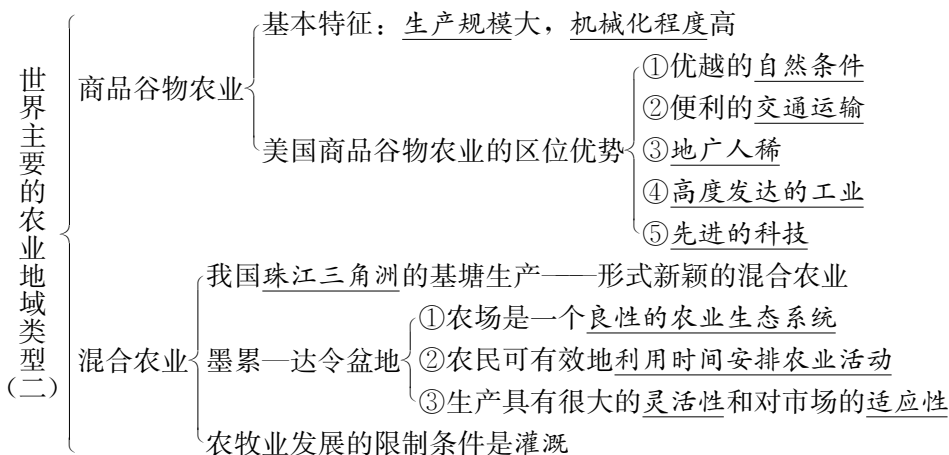 世界主要的农业地域类型(二)
商品谷物农业
基本特征：生产规模大，机械化程度高
美国商品谷物农业的区位优势
①优越的自然条件
②便利的交通运输
③地广人稀
④高度发达的工业
⑤先进的科技
混合农业
我国珠江三角洲的基塘生产——形式新颖的混合农业
墨累—达令盆地
①农场是一个良性的农业生态系统
②农民可有效地利用时间安排农业活动
③生产具有很大的灵活性和对市场的适应性
农牧业发展的限制条件是灌溉